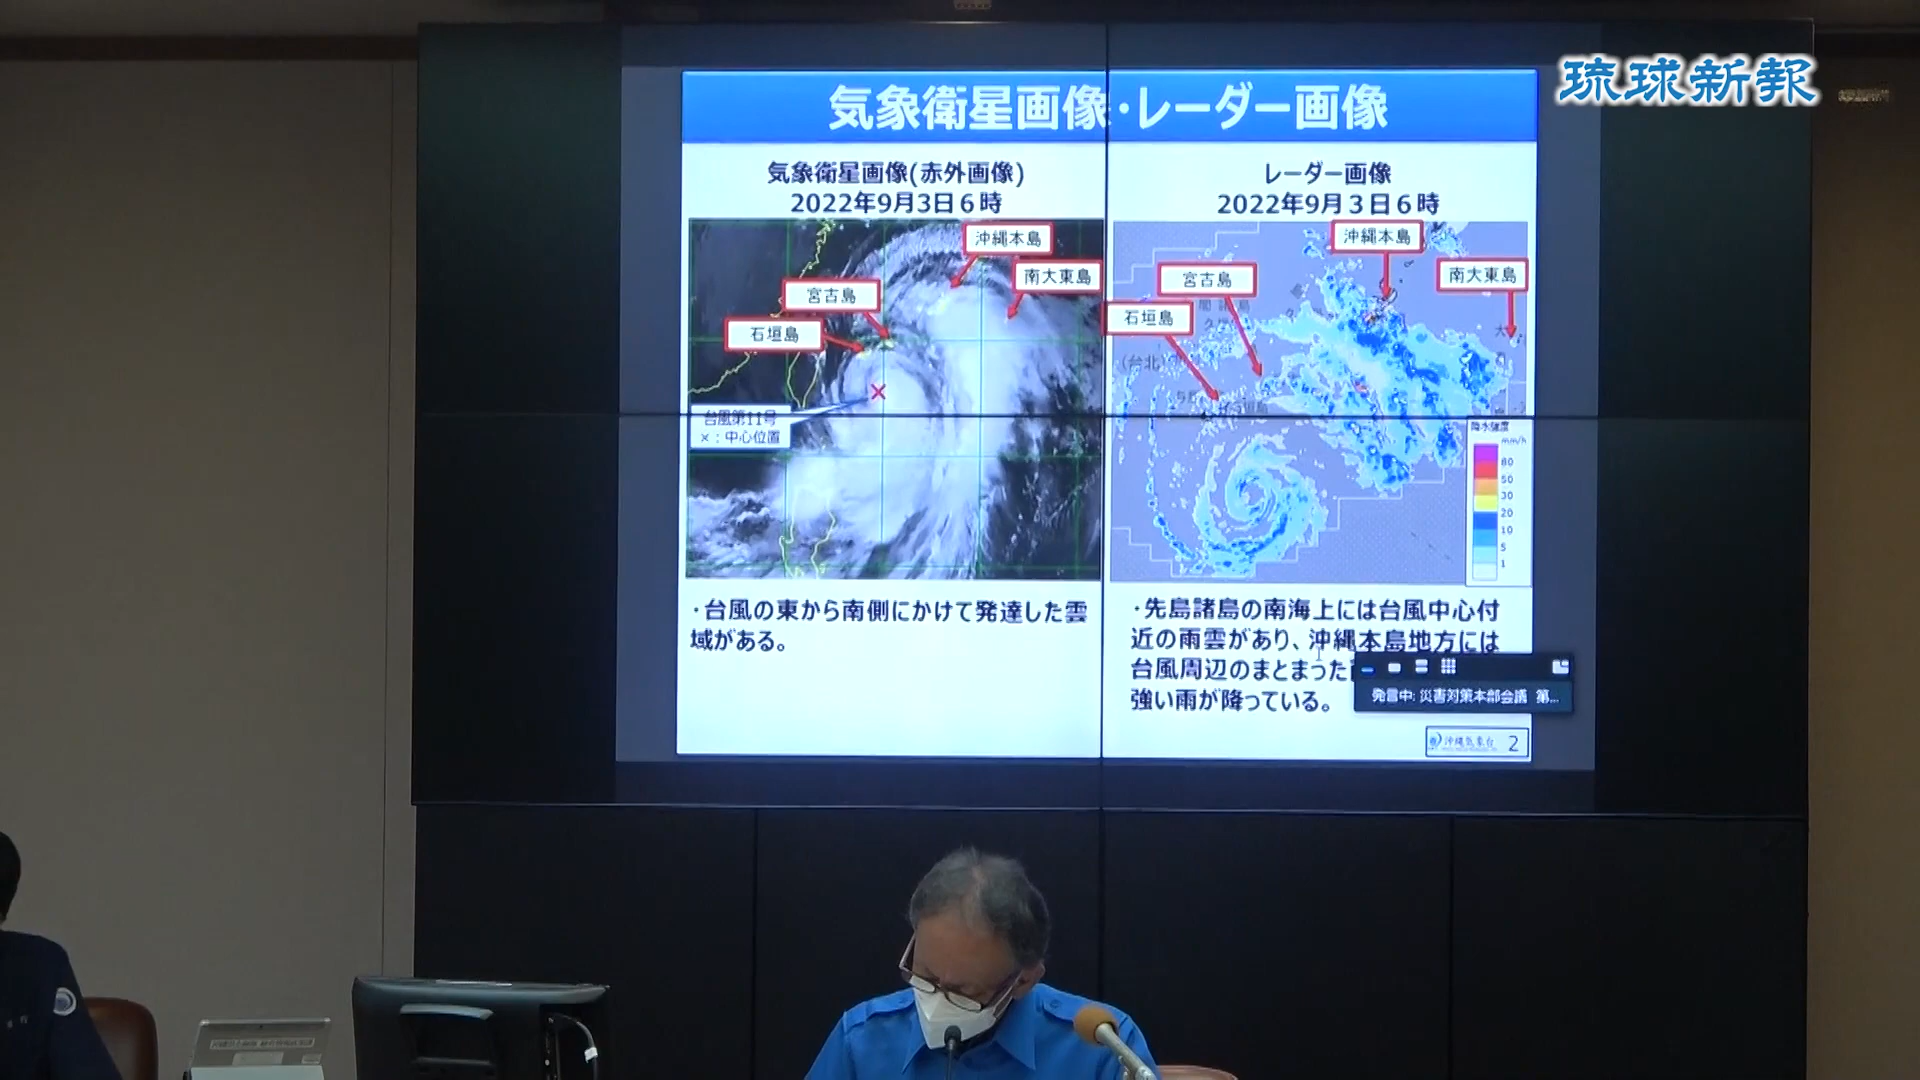 琉球新報
気象衛星画像・レーダー画像
気象衛星画像(赤外画像)
2022年9月3日6時
沖縄本島
南大東島
宮古島
石垣島
台風第11号
×：中心位置
・台風の東から南側にかけて発達した雲
域がある。
レーダー画像
2022年9月3日6時
沖縄本島
南大東島
宮古島
石垣島
(台北)
降水強度
mm/h
80
50
30
20
10
5
1
・先島諸島の南海上には台風中心付
近の雨雲があり、沖縄本島地方には
台風周辺のまとまった
強い雨が降っている。
発言中: 災害対策本部会議 第...
沖縄気象台
2